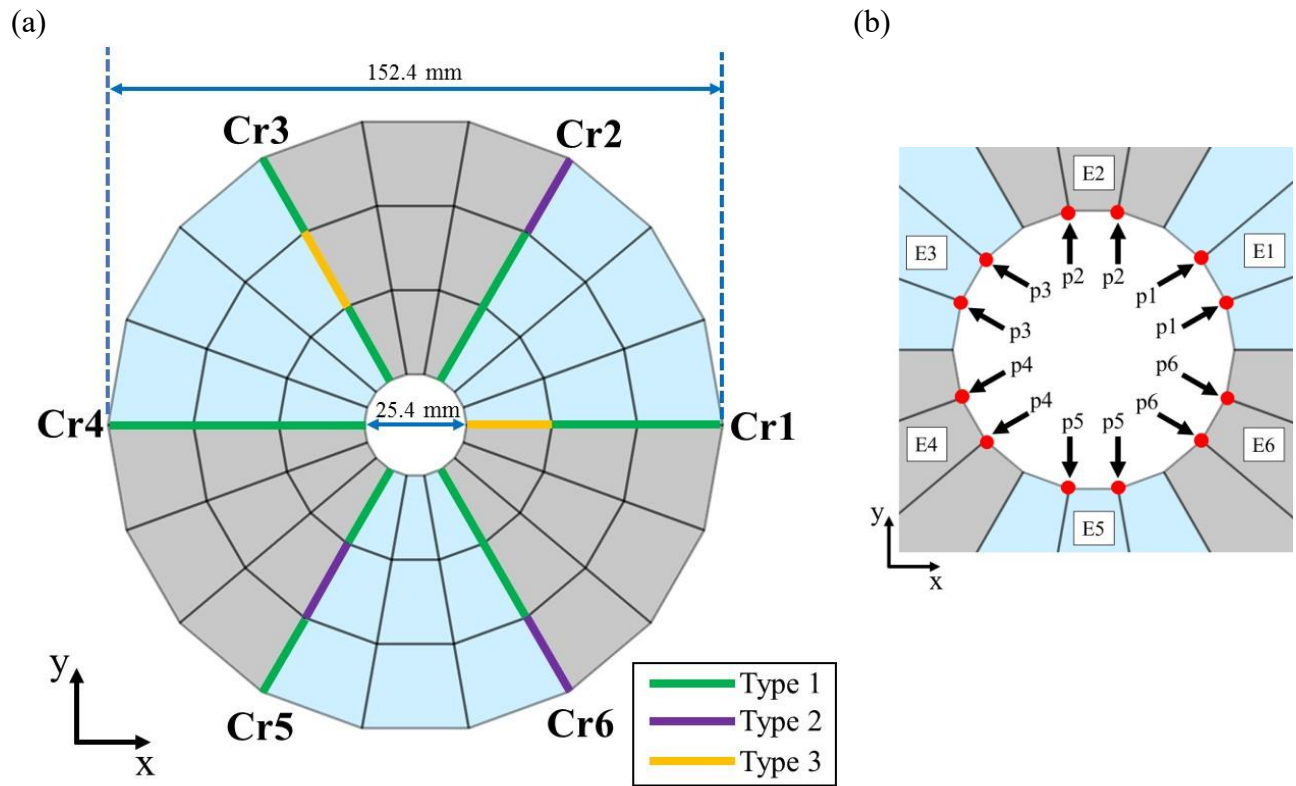 (a)
152.4 mm
Cr3
Cr2
25.4 mm
Cr4
Cr1
Cr5
Cr6
y
x
Type 1
Type 2
Type 3
(b)
E2
E3
E1
p2 p2
p3
p1
p3
p1
p4
p6
p4
p5 p5
p6
E4
E6
E5
y
x